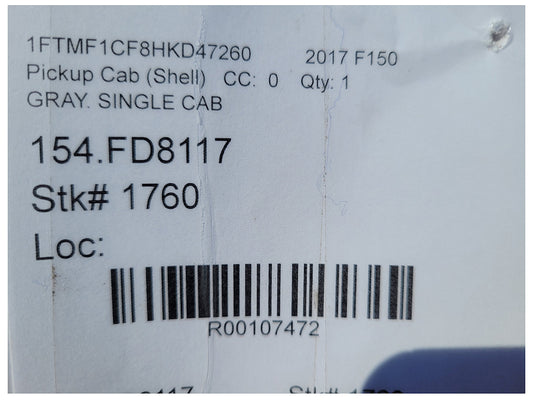 1FTMF1CF8HKD47260 2017 F150
Pickup Cab (Shell) CC: 0 Qty: 1
GRAY. SINGLE CAB
154.FD8117
Stk# 1760
Loc:
R00107472